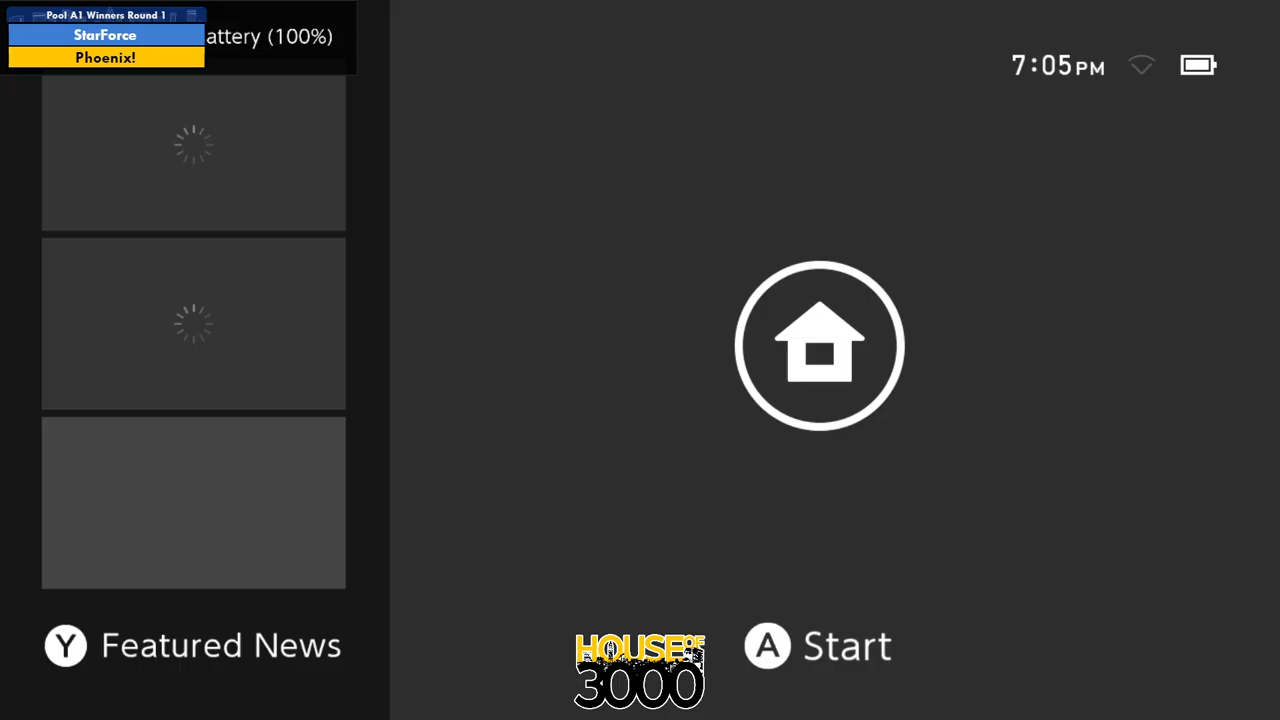 Pool A1 Winners Round 1
StarForce
Phoenix!
attery (100%)
7:05PM
Y Featured News
A Start
HOUSE OF
3000